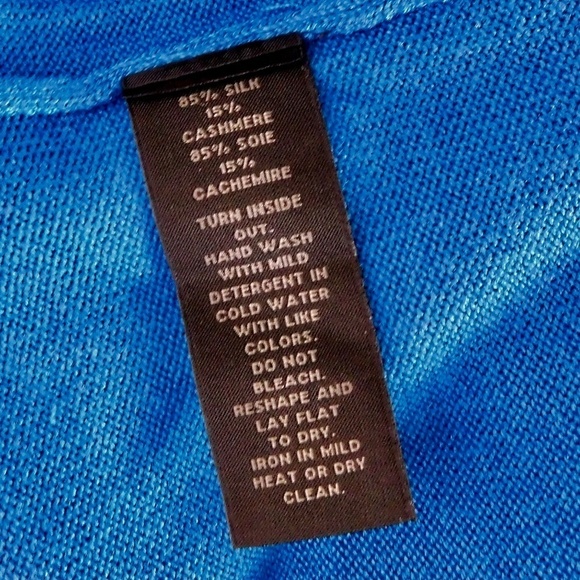 85% SILK
15%
CASHMERE
85% SOIE
15%
CACHEMIRE
TURN INSIDE
OUT.
HAND WASH
WITH MILD
DETERGENT IN
COLD WATER
WITH LIKE
COLORS.
DO NOT
BLEACH.
RESHAPE AND
LAY FLAT
TO DRY.
IRON IN MILD
HEAT OR DRY
CLEAN.